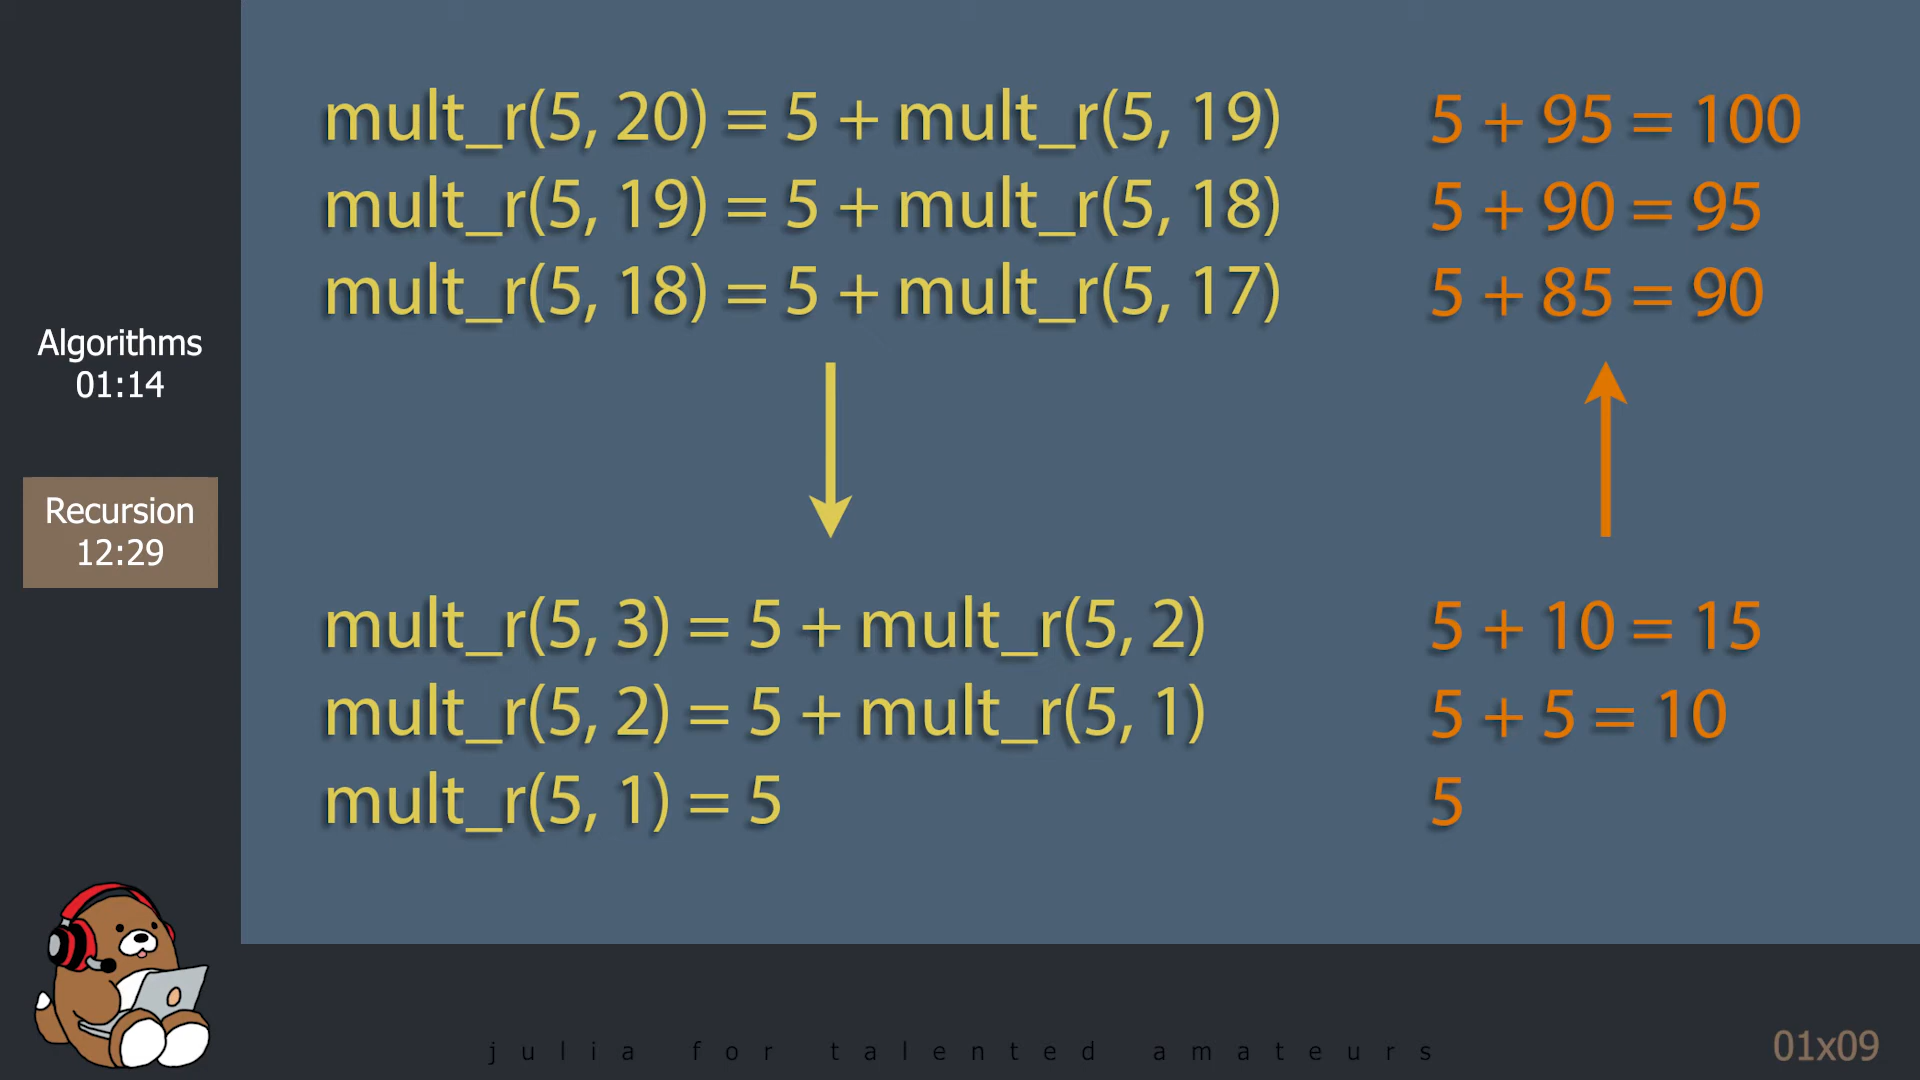 mult_r(5, 20) = 5 + mult_r(5, 19) 5 + 95 = 100
mult_r(5, 19) = 5 + mult_r(5, 18) 5 + 90 = 95
mult_r(5, 18) = 5 + mult_r(5, 17) 5 + 85 = 90
Algorithms
01:14
Recursion
12:29
mult_r(5, 3) = 5 + mult_r(5, 2) 5 + 10 = 15
mult_r(5, 2) = 5 + mult_r(5, 1) 5 + 5 = 10
mult_r(5, 1) = 5 5
julia for talented amateurs
01x09